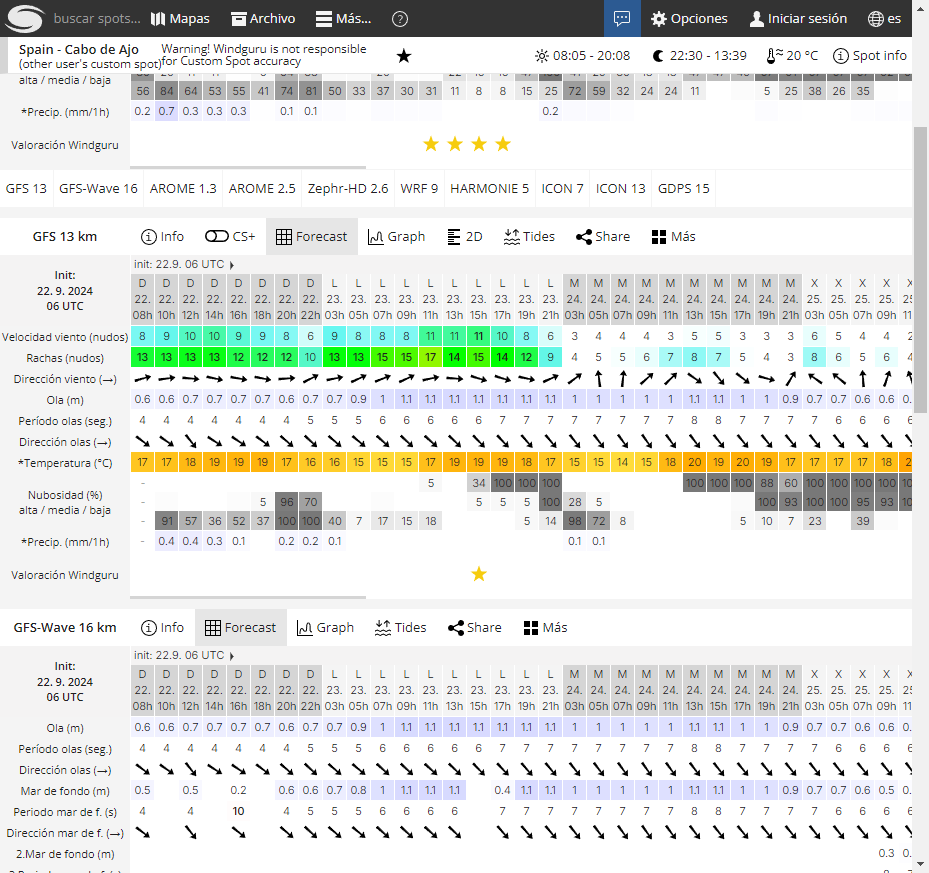 buscar spots... Mapas Archivo Más... ? Opciones Iniciar sesión es
Spain - Cabo de Ajo
(other user's custom spot)
Warning! Windguru is not responsible
for Custom Spot accuracy
08:05 - 20:08 22:30 - 13:39 20 °C Spot info
alta / media / baja 56 84 64 53 55 41 74 81 50 33 37 30 31 11 8 8 15 25 72 59 32 24 24 11 5 25 38 26 35
*Precip. (mm/1h) 0.2 0.7 0.3 0.3 0.3 0.1 0.1 0.2
Valoración Windguru
GFS 13 GFS-Wave 16 AROME 1.3 AROME 2.5 Zephr-HD 2.6 WRF 9 HARMONIE 5 ICON 7 ICON 13 GDPS 15
GFS 13 km Info CS+ Forecast Graph 2D Tides Share Más
init: 22.9. 06 UTC
Init:
22. 9. 2024
06 UTC
D D D D D D D D L L L L L L L L L L M M M M M M M M M M X X X X X
22. 22. 22. 22. 22. 22. 22. 22. 23. 23. 23. 23. 23. 23. 23. 23. 23. 23. 24. 24. 24. 24. 24. 24. 24. 24. 24. 24. 25. 25. 25. 25.
08h 10h 12h 14h 16h 18h 20h 22h 03h 05h 07h 09h 11h 13h 15h 17h 19h 21h 03h 05h 07h 09h 11h 13h 15h 17h 19h 21h 03h 05h 07h 09h 11
Velocidad viento (nudos) 8 9 10 10 9 9 8 6 9 8 8 8 11 11 11 10 8 6 3 4 4 4 3 5 5 3 3 3 6 5 4 4 2
Rachas (nudos) 13 13 13 13 12 12 12 10 13 13 15 15 17 14 15 14 12 9 4 5 5 6 7 8 7 5 4 3 8 6 5 6 4
Dirección viento (→)
Ola (m) 0.6 0.6 0.7 0.7 0.7 0.7 0.6 0.7 0.7 0.9 1 1.1 1.1 1.1 1.1 1.1 1.1 1.1 1 1 1 1 1 1.1 1.1 1 1 0.9 0.7 0.7 0.6 0.6 0.
Período olas (seg.) 4 4 4 4 4 4 4 5 5 5 6 6 6 6 6 7 7 7 7 7 7 7 7 8 8 7 7 7 7 6 6 6 6
Dirección olas (→)
*Temperatura (°C) 17 17 18 19 19 19 17 16 16 15 15 15 17 19 19 19 18 17 15 15 14 15 18 20 19 20 19 17 17 17 17 18 2
Nubosidad (%)
alta / media / baja
- 5 34 100 100 100 100 100 100 88 60 100 100 100 100 10
- 5 96 70 5 5 5 100 28 5 100 93 100 100 95 93 10
- 91 57 36 52 37 100 100 40 7 17 15 18 5 14 98 72 8 5 10 7 23 39
*Precip. (mm/1h) - 0.4 0.4 0.3 0.1 0.2 0.2 0.1 0.1 0.1
Valoración Windguru
GFS-Wave 16 km Info Forecast Graph Tides Share Más
init: 22.9. 06 UTC
Init:
22. 9. 2024
06 UTC
D D D D D D D D L L L L L L L L L L M M M M M M M M M M X X X X X
22. 22. 22. 22. 22. 22. 22. 22. 23. 23. 23. 23. 23. 23. 23. 23. 23. 23. 24. 24. 24. 24. 24. 24. 24. 24. 24. 24. 25. 25. 25. 25.
08h 10h 12h 14h 16h 18h 20h 22h 03h 05h 07h 09h 11h 13h 15h 17h 19h 21h 03h 05h 07h 09h 11h 13h 15h 17h 19h 21h 03h 05h 07h 09h 11
Ola (m) 0.6 0.6 0.7 0.7 0.7 0.7 0.6 0.7 0.7 0.9 1 1.1 1.1 1.1 1.1 1.1 1.1 1.1 1 1 1 1 1 1.1 1.1 1 1 0.9 0.7 0.7 0.6 0.6 0.
Período olas (seg.) 4 4 4 4 4 4 4 5 5 5 6 6 6 6 6 7 7 7 7 7 7 7 7 8 8 7 7 7 7 6 6 6 6
Dirección olas (→)
Mar de fondo (m) 0.5 0.5 0.2 0.6 0.6 0.7 0.8 1 1.1 1.1 1.1 0.4 1.1 1.1 1 1 1 1 1 1.1 1.1 1 1 0.9 0.7 0.7 0.6 0.5 0.
Periodo mar de f. (s) 4 4 10 4 5 5 5 6 6 6 6 7 7 7 7 7 7 7 7 8 8 7 7 7 7 6 6 6
Dirección mar de f. (→)
2.Mar de fondo (m) 0.3 0.